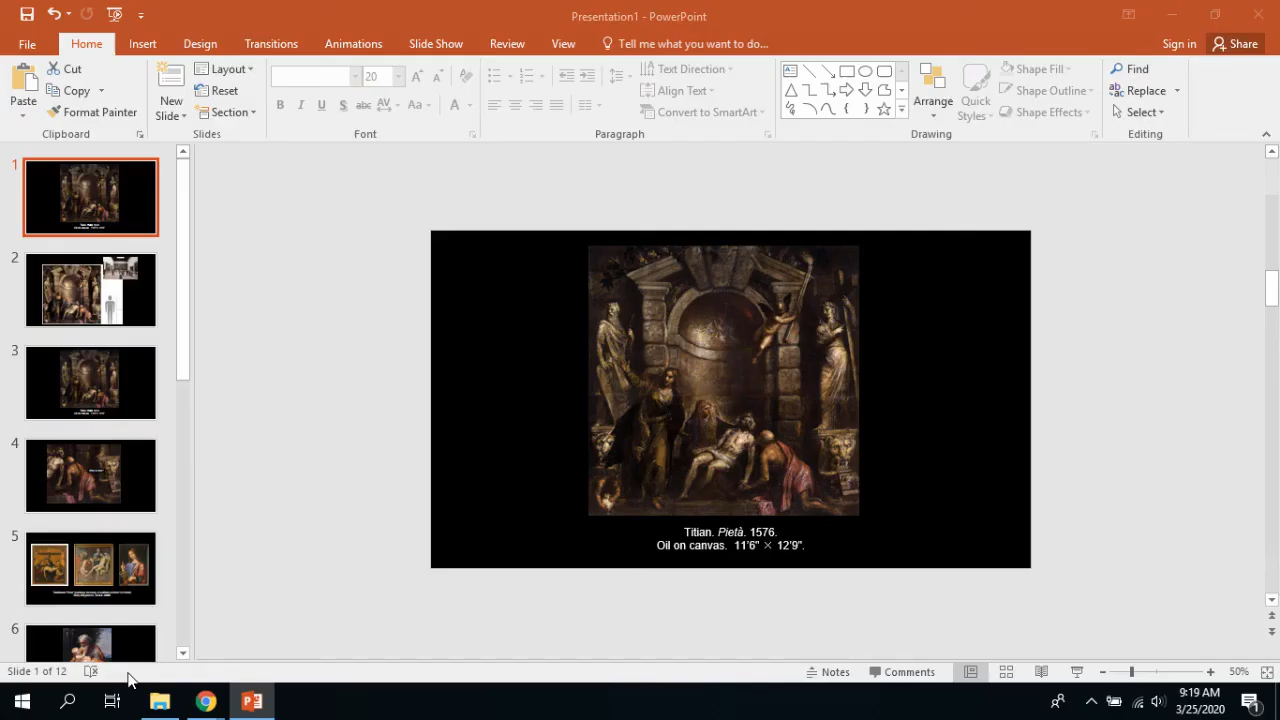 Presentation1 - PowerPoint
File Home Insert Design Transitions Animations Slide Show Review View Tell me what you want to do... Sign in Share
Paste Cut Copy Format Painter
Clipboard
New Slide Layout Reset Section
Slides
20
B I U S abc AV Aa A
Font
Text Direction Align Text Convert to SmartArt
Paragraph
Arrange Quick Styles Shape Fill Shape Outline Shape Effects
Drawing
Find Replace Select
Editing
1
2
3
4
5
6
Titian. Pietà. 1576.
Oil on canvas. 11'6" × 12'9".
Slide 1 of 12 Notes Comments 50%
9:19 AM
3/25/2020
1